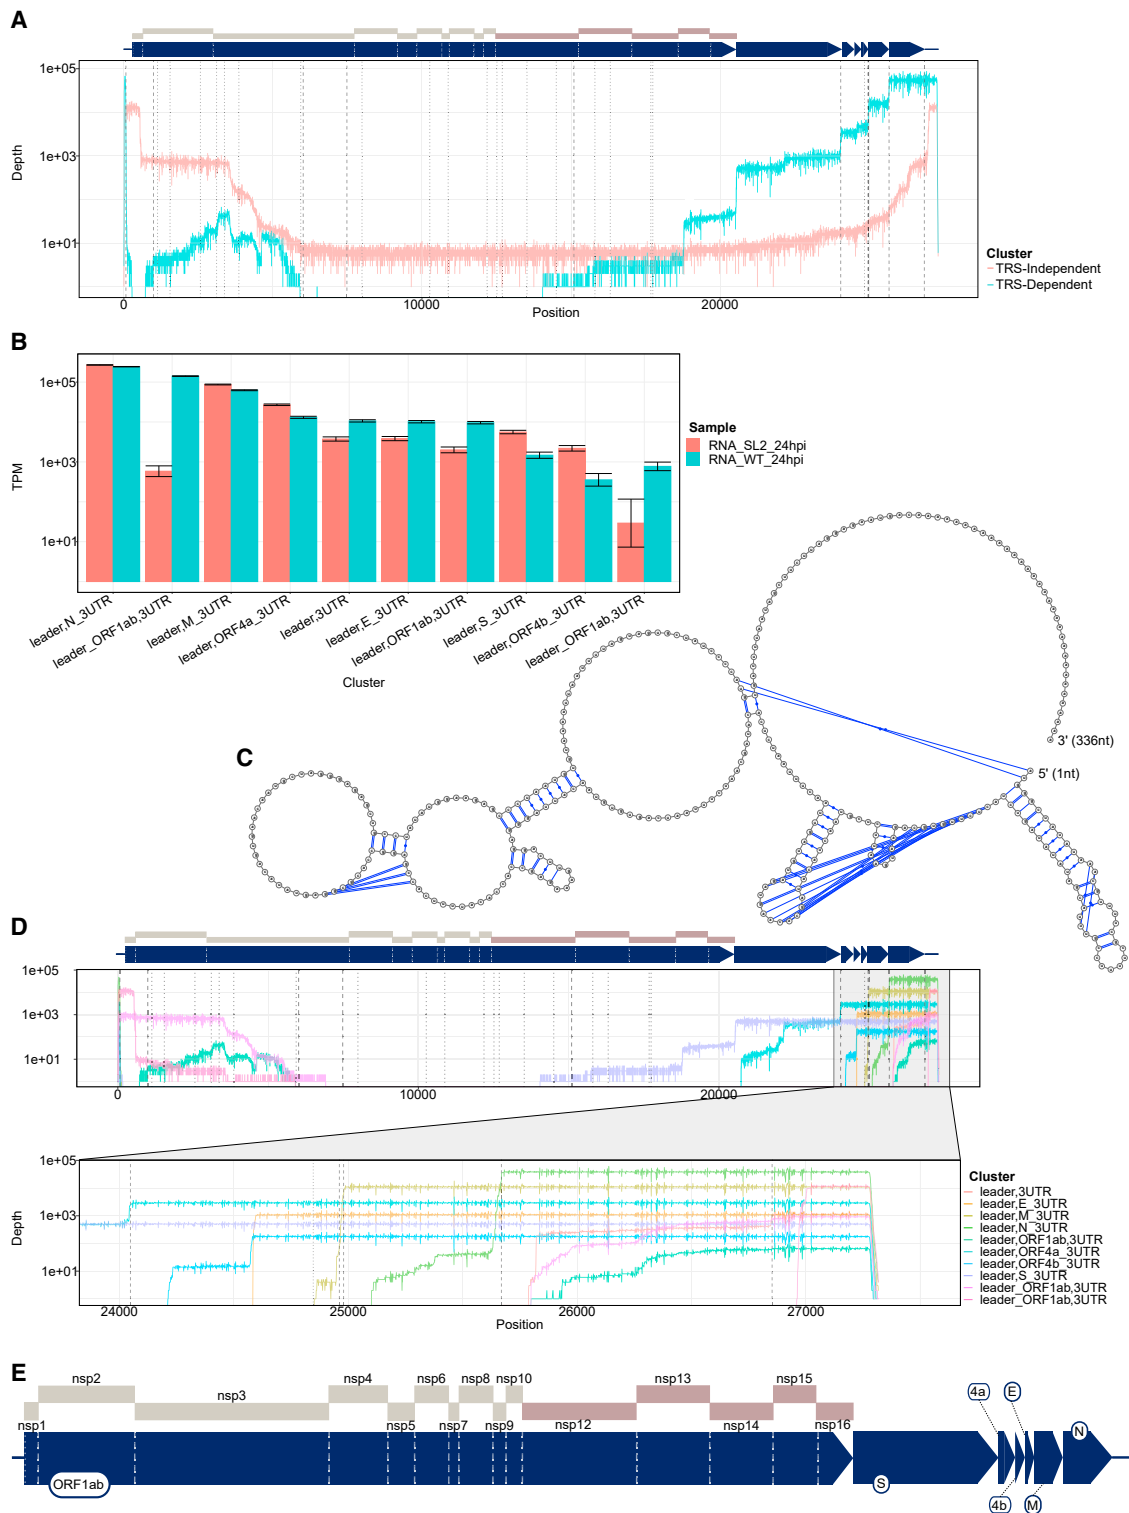 A
1e+05
1e+03
1e+01
Depth
0
10000
20000
Position
Cluster
TRS-Independent
TRS-Dependent
B
1e+05
1e+03
1e+01
TPM
leader,N_3UTR
leader_ORF1ab,3UTR
leader,M_3UTR
leader,ORF4a_3UTR
leader,3UTR
leader,E_3UTR
leader,ORF1ab,3UTR
leader,S_3UTR
leader,ORF4b_3UTR
leader_ORF1ab,3UTR
Cluster
Sample
RNA_SL2_24hpi
RNA_WT_24hpi
C
3' (336nt)
5' (1nt)
D
1e+05
1e+03
1e+01
0
10000
20000
1e+05
1e+03
1e+01
Depth
24000
25000
26000
27000
Position
Cluster
leader,3UTR
leader,E_3UTR
leader,M_3UTR
leader,N_3UTR
leader,ORF1ab,3UTR
leader,ORF4a_3UTR
leader,ORF4b_3UTR
leader,S_3UTR
leader_ORF1ab,3UTR
leader_ORF1ab,3UTR
E
nsp2 nsp4 nsp6 nsp8 nsp10 nsp13 nsp15
nsp1 nsp3 nsp5 nsp7 nsp9 nsp12 nsp14 nsp16
4a E
N
ORF1ab S
4b M